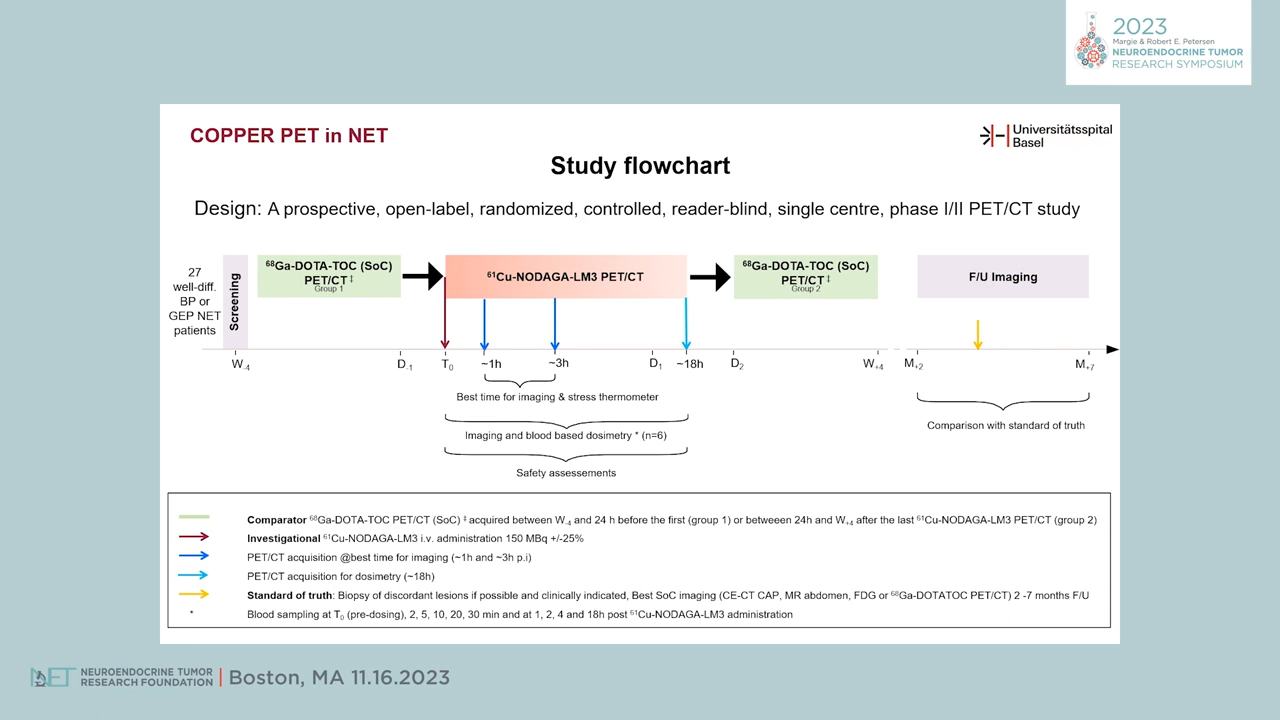 2023
Margie & Robert E. Petersen
NEUROENDOCRINE TUMOR
RESEARCH SYMPOSIUM
COPPER PET in NET
Universitätsspital
Basel
Study flowchart
Design: A prospective, open-label, randomized, controlled, reader-blind, single centre, phase I/II PET/CT study
27
well-diff.
BP or
GEP NET
patients
Screening
⁶⁸Ga-DOTA-TOC (SoC)
PET/CT ‡
Group 1
⁶¹Cu-NODAGA-LM3 PET/CT
⁶⁸Ga-DOTA-TOC (SoC)
PET/CT ‡
Group 2
F/U Imaging
W₋₄ D₋₁ T₀ ~1h ~3h D₁ ~18h D₂ W₊₄ M₊₂ M₊₇
Best time for imaging & stress thermometer
Imaging and blood based dosimetry * (n=6)
Safety assessements
Comparison with standard of truth
Comparator ⁶⁸Ga-DOTA-TOC PET/CT (SoC) ‡ acquired between W₋₄ and 24 h before the first (group 1) or betweeen 24h and W₊₄ after the last ⁶¹Cu-NODAGA-LM3 PET/CT (group 2)
Investigational ⁶¹Cu-NODAGA-LM3 i.v. administration 150 MBq +/-25%
PET/CT acquisition @best time for imaging (~1h and ~3h p.i)
PET/CT acquisition for dosimetry (~18h)
Standard of truth: Biopsy of discordant lesions if possible and clinically indicated, Best SoC imaging (CE-CT CAP, MR abdomen, FDG or ⁶⁸Ga-DOTATOC PET/CT) 2 -7 months F/U
* Blood sampling at T₀ (pre-dosing), 2, 5, 10, 20, 30 min and at 1, 2, 4 and 18h post ⁶¹Cu-NODAGA-LM3 administration
NET
NEUROENDOCRINE TUMOR
RESEARCH FOUNDATION
Boston, MA 11.16.2023